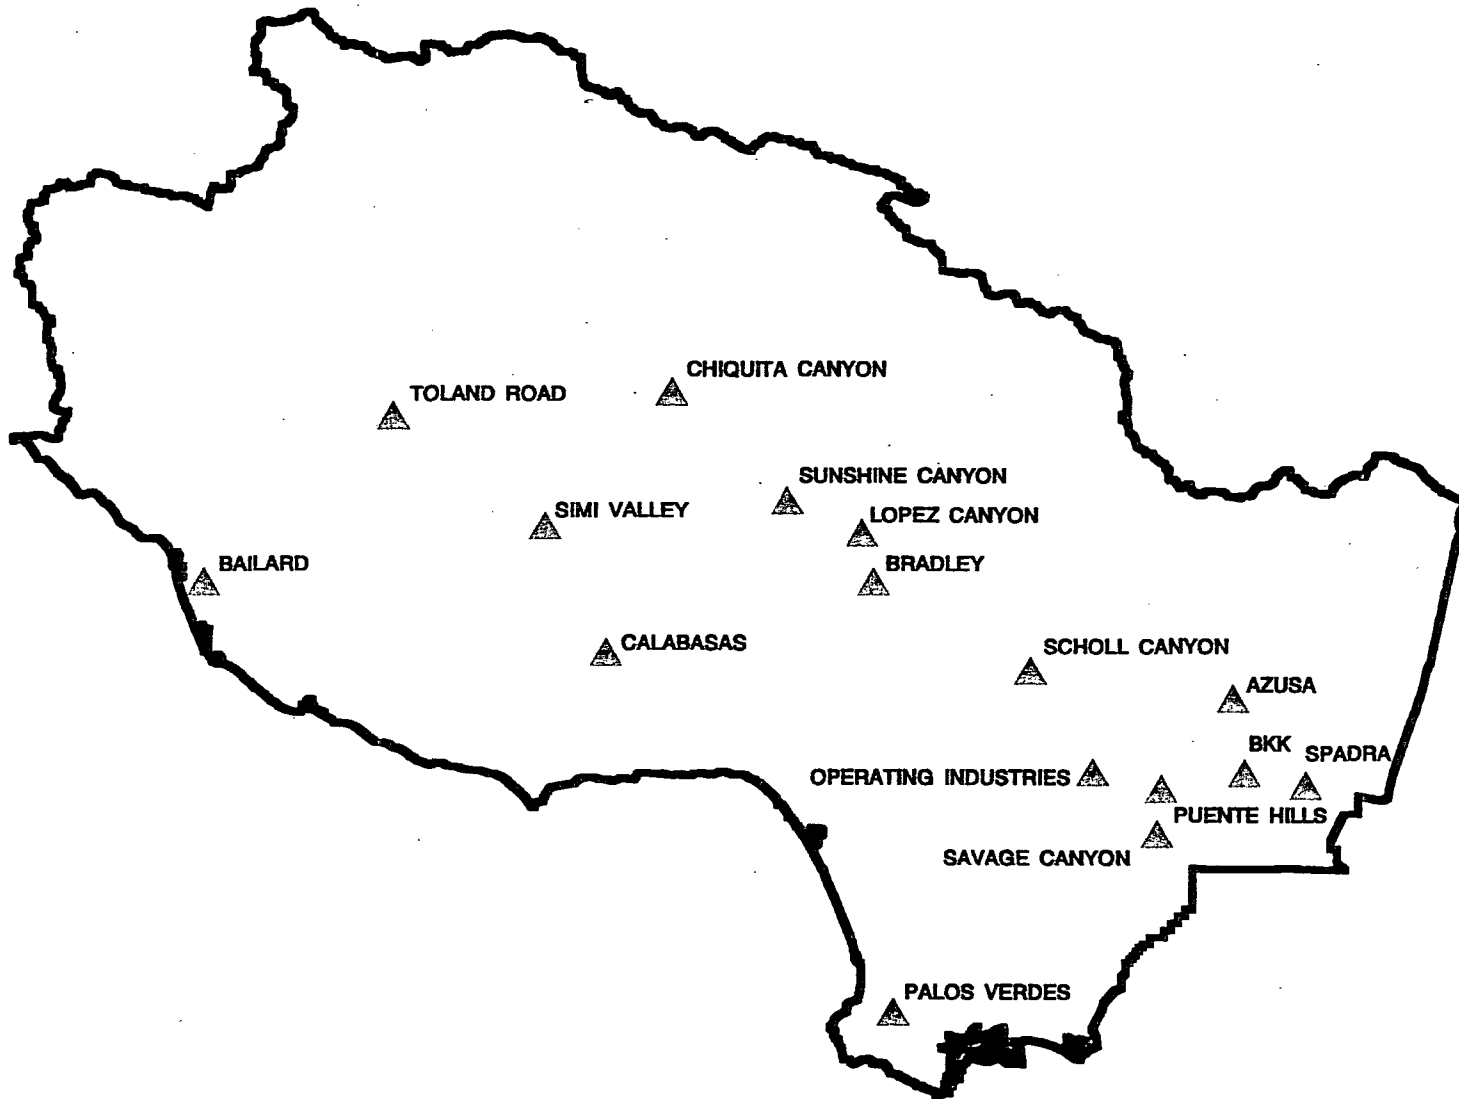 CHIQUITA CANYON
TOLAND ROAD
SUNSHINE CANYON
SIMI VALLEY
LOPEZ CANYON
BAILARD
BRADLEY
CALABASAS
SCHOLL CANYON
AZUSA
BKK
SPADRA
OPERATING INDUSTRIES
PUENTE HILLS
SAVAGE CANYON
PALOS VERDES